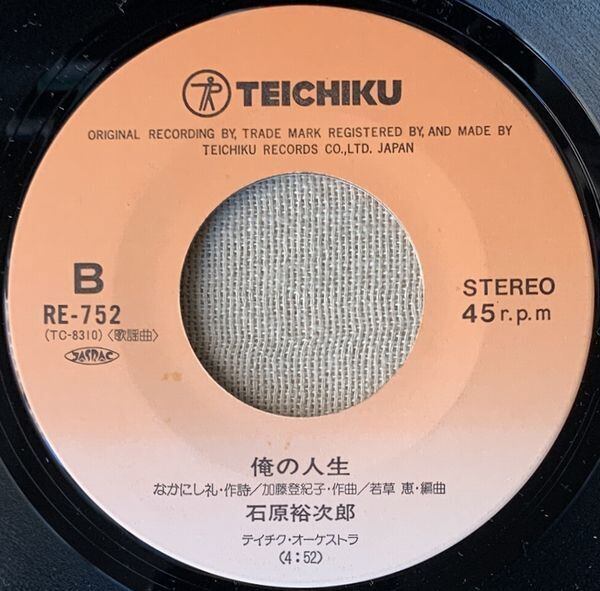 TEICHIKU
ORIGINAL RECORDING BY, TRADE MARK REGISTERED BY, AND MADE BY
TEICHIKU RECORDS CO.,LTD. JAPAN
B
RE-752
(TC-8310)〈歌謡曲〉
JASRAC
STEREO
45 r.p.m
俺の人生
なかにし礼・作詩／加藤登紀子・作曲／若草 恵・編曲
石原裕次郎
テイチク・オーケストラ
(4:52)